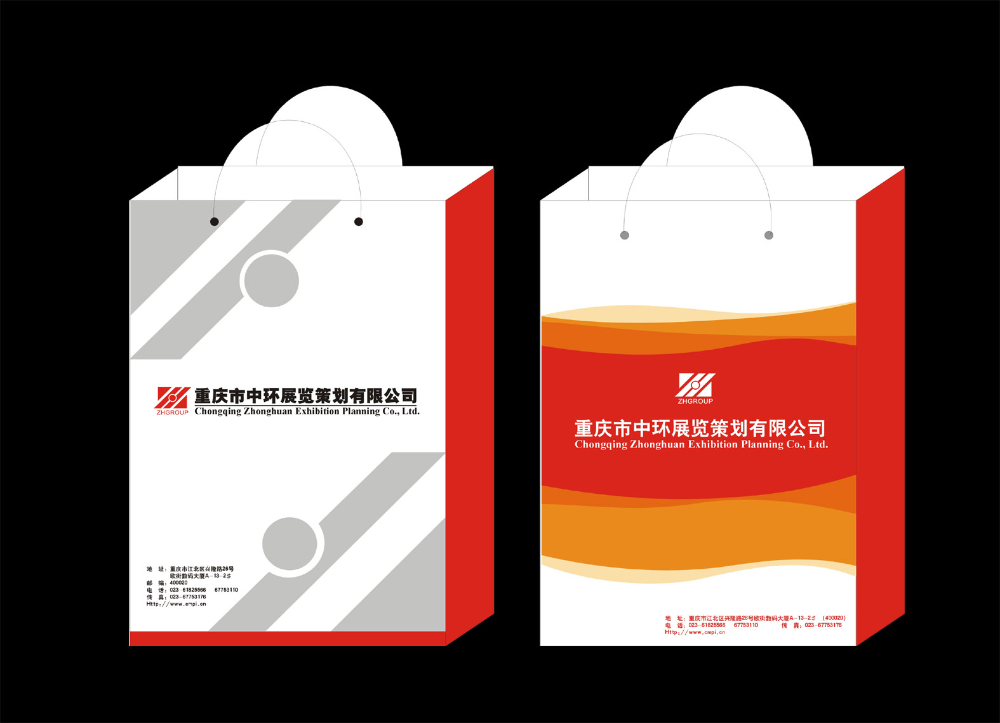 ZHGROUP
重庆市中环展览策划有限公司
Chongqing Zhonghuan Exhibition Planning Co., Ltd.
地 址：重庆市江北区兴隆路26号
欧街数码大厦A-13-2#
邮 编：400020
电 话：023-61825566 67753110
传 真：023-67753176
Http://www.cmpi.cn
ZHGROUP
重庆市中环展览策划有限公司
Chongqing Zhonghuan Exhibition Planning Co., Ltd.
地 址：重庆市江北区兴隆路26号欧街数码大厦A-13-2# (400020)
电 话：023-61825566 67753110 传 真：023-67753176
Http://www.cmpi.cn